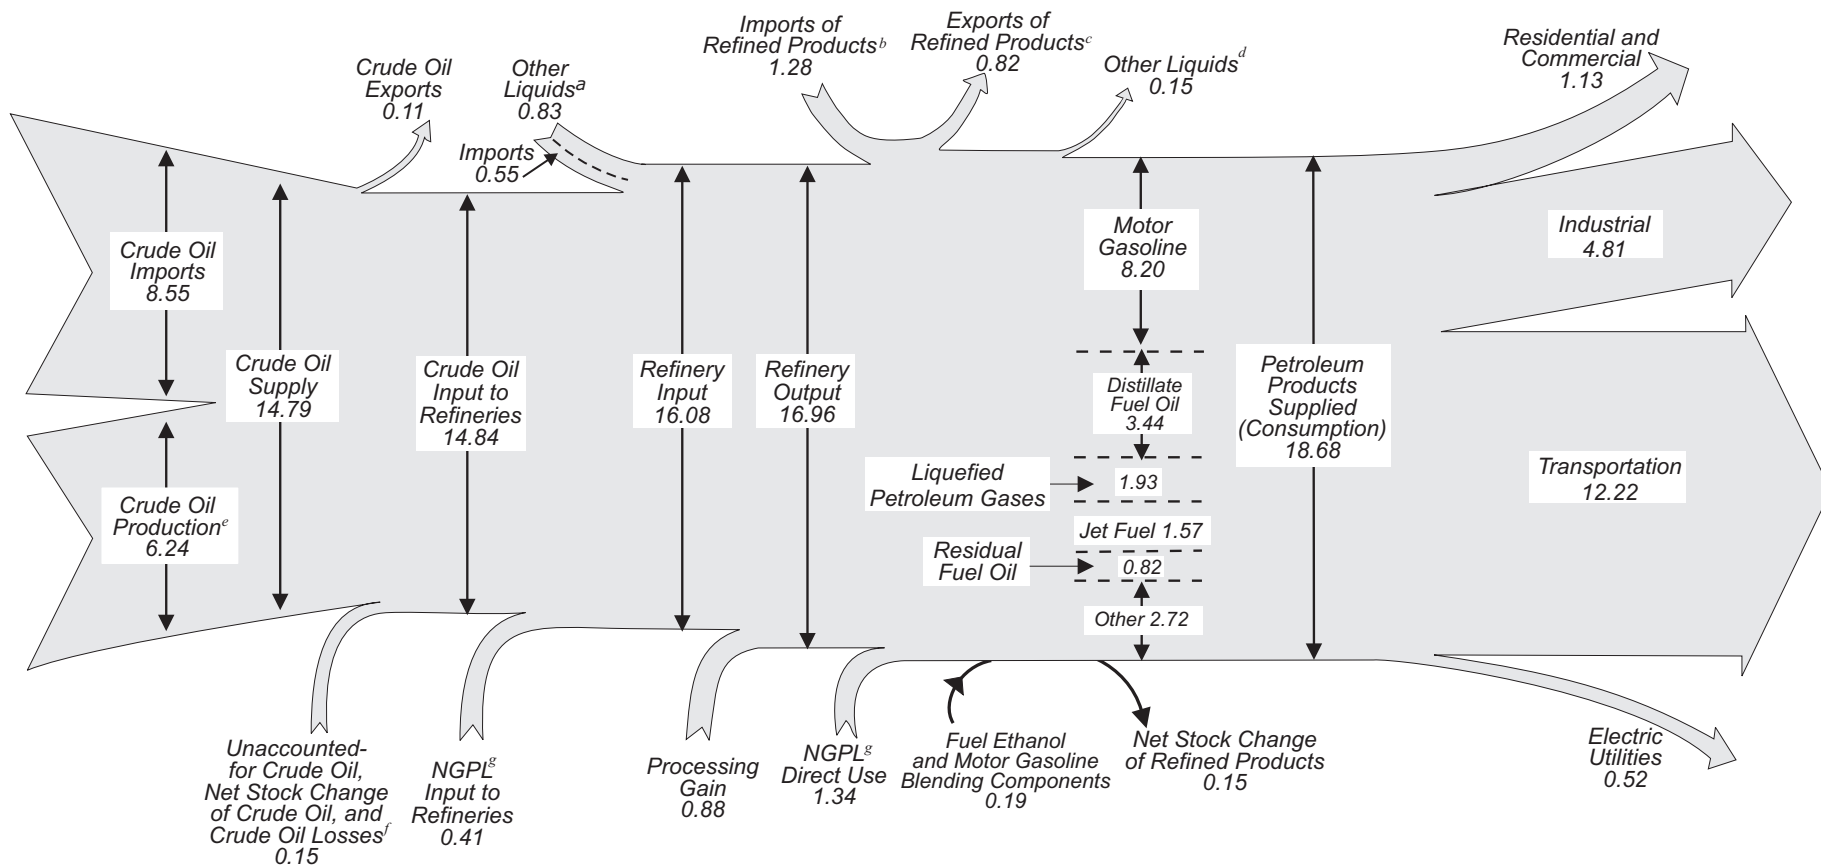 Crude Oil
Exports
0.11
Other
Liquidsᵃ
0.83
Imports
0.55
Imports of
Refined Productsᵇ
1.28
Exports of
Refined Productsᶜ
0.82
Other Liquidsᵈ
0.15
Residential and
Commercial
1.13
Crude Oil
Imports
8.55
Crude Oil
Supply
14.79
Crude Oil
Production ᵉ
6.24
Crude Oil
Input to
Refineries
14.84
Refinery
Input
16.08
Refinery
Output
16.96
Motor
Gasoline
8.20
Distillate
Fuel Oil
3.44
Liquefied
Petroleum Gases
1.93
Jet Fuel 1.57
Residual
Fuel Oil
0.82
Other 2.72
Petroleum
Products
Supplied
(Consumption)
18.68
Industrial
4.81
Transportation
12.22
Unaccounted-
for Crude Oil,
Net Stock Change
of Crude Oil, and
Crude Oil Lossesᶠ
0.15
NGPLᵍ
Input to
Refineries
0.41
Processing
Gain
0.88
NGPLᵍ
Direct Use
1.34
Fuel Ethanol
and Motor Gasoline
Blending Components
0.19
Net Stock Change
of Refined Products
0.15
Electric
Utilities
0.52